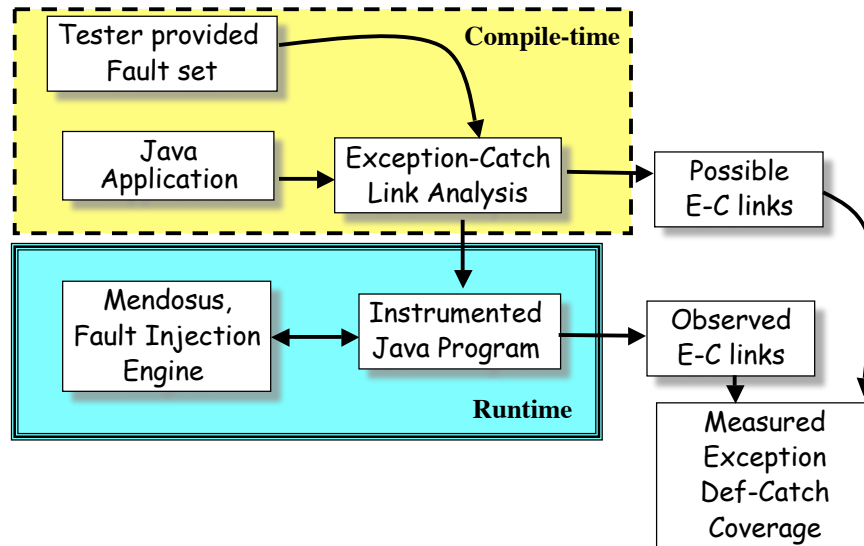 Tester provided
Fault set
Compile-time
Java
Application
Exception-Catch
Link Analysis
Possible
E-C links
Mendosus,
Fault Injection
Engine
Instrumented
Java Program
Observed
E-C links
Runtime
Measured
Exception
Def-Catch
Coverage